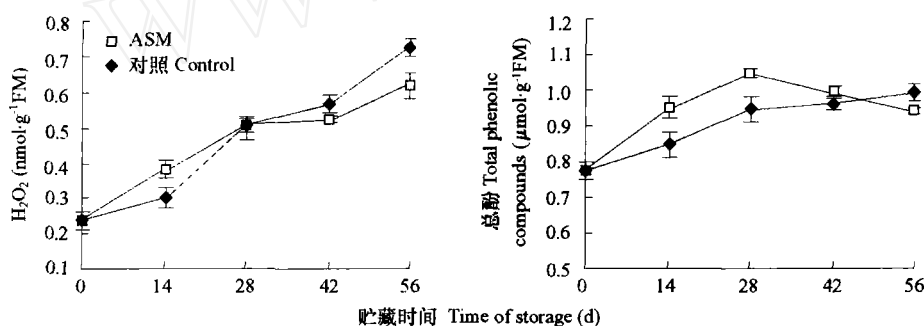 ASM
对照 Control
H₂O₂ (nmol·g⁻¹FM)
0.8
0.7
0.6
0.5
0.4
0.3
0.2
0.1
0 14 28 42 56
总酚 Total phenolic
compounds (μmol·g⁻¹FM)
1.2
1.1
1.0
0.9
0.8
0.7
0.6
0.5
0 14 28 42 56
贮藏时间 Time of storage (d)